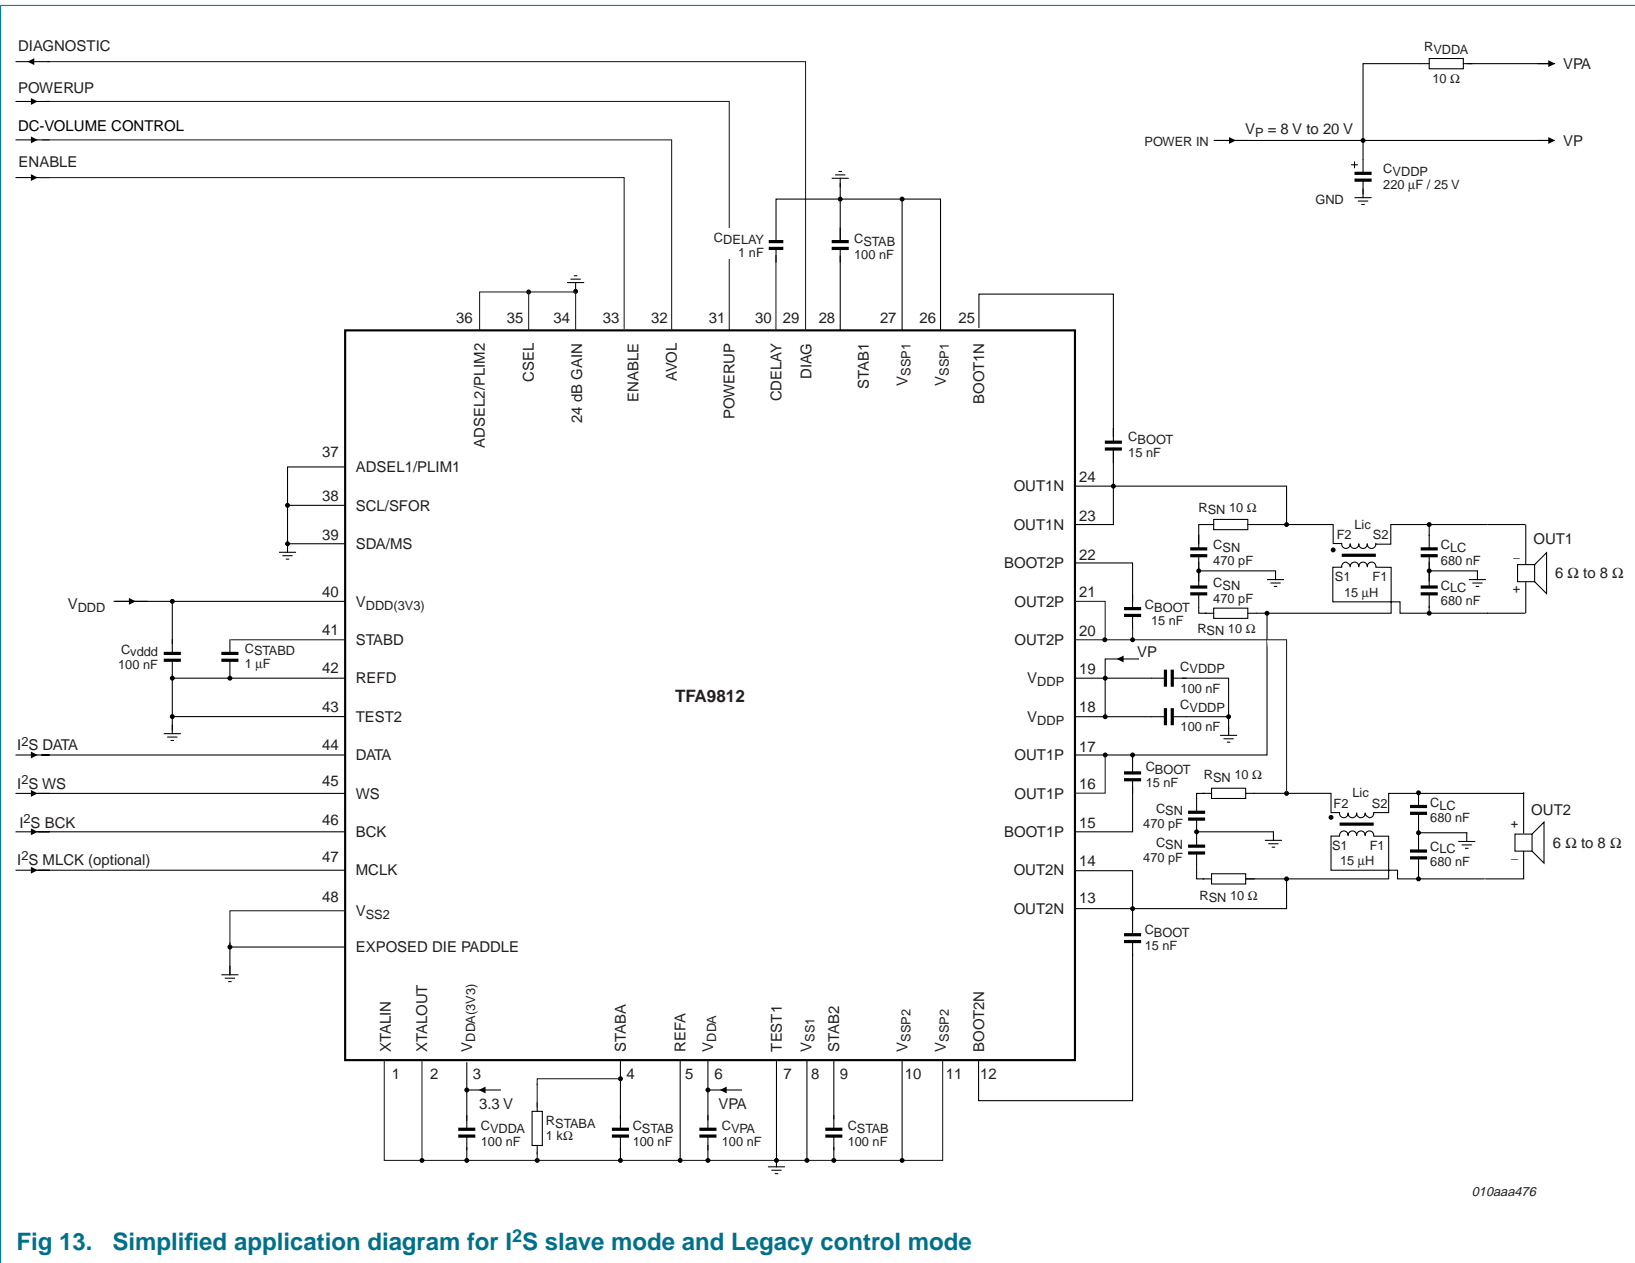 DIAGNOSTIC
POWERUP
DC-VOLUME CONTROL
ENABLE
RVDDA
10 Ω
VPA
POWER IN
VP = 8 V to 20 V
VP
+
CVDDP
220 μF / 25 V
GND
CDELAY
1 nF
CSTAB
100 nF
36
35
34
33
32
31
30
29
28
27
26
25
ADSEL2/PLIM2
CSEL
24 dB GAIN
ENABLE
AVOL
POWERUP
CDELAY
DIAG
STAB1
VSSP1
VSSP1
BOOT1N
37
ADSEL1/PLIM1
38
SCL/SFOR
39
SDA/MS
VDDD
40
VDDD(3V3)
41
STABD
Cvddd
100 nF
CSTABD
1 μF
42
REFD
43
TEST2
I2S DATA
44
DATA
I2S WS
45
WS
I2S BCK
46
BCK
I2S MLCK (optional)
47
MCLK
48
VSS2
EXPOSED DIE PADDLE
TFA9812
CBOOT
15 nF
OUT1N
24
OUT1N
23
BOOT2P
22
OUT2P
21
CBOOT
15 nF
OUT2P
20
VP
VDDP
19
CVDDP
100 nF
VDDP
18
CVDDP
100 nF
OUT1P
17
CBOOT
15 nF
OUT1P
16
BOOT1P
15
OUT2N
14
OUT2N
13
CBOOT
15 nF
RSN 10 Ω
CSN
470 pF
CSN
470 pF
RSN 10 Ω
Lic
F2 S2
S1 F1
15 μH
CLC
680 nF
CLC
680 nF
OUT1
−
+
6 Ω to 8 Ω
RSN 10 Ω
CSN
470 pF
CSN
470 pF
RSN 10 Ω
Lic
F2 S2
S1 F1
15 μH
CLC
680 nF
CLC
680 nF
OUT2
+
−
6 Ω to 8 Ω
XTALIN
XTALOUT
VDDA(3V3)
STABA
REFA
VDDA
TEST1
VSS1
STAB2
VSSP2
VSSP2
BOOT2N
1
2
3
4
5
6
7
8
9
10
11
12
3.3 V
VPA
CVDDA
100 nF
RSTABA
1 kΩ
CSTAB
100 nF
CVPA
100 nF
CSTAB
100 nF
010aaa476
Fig 13. Simplified application diagram for I2S slave mode and Legacy control mode